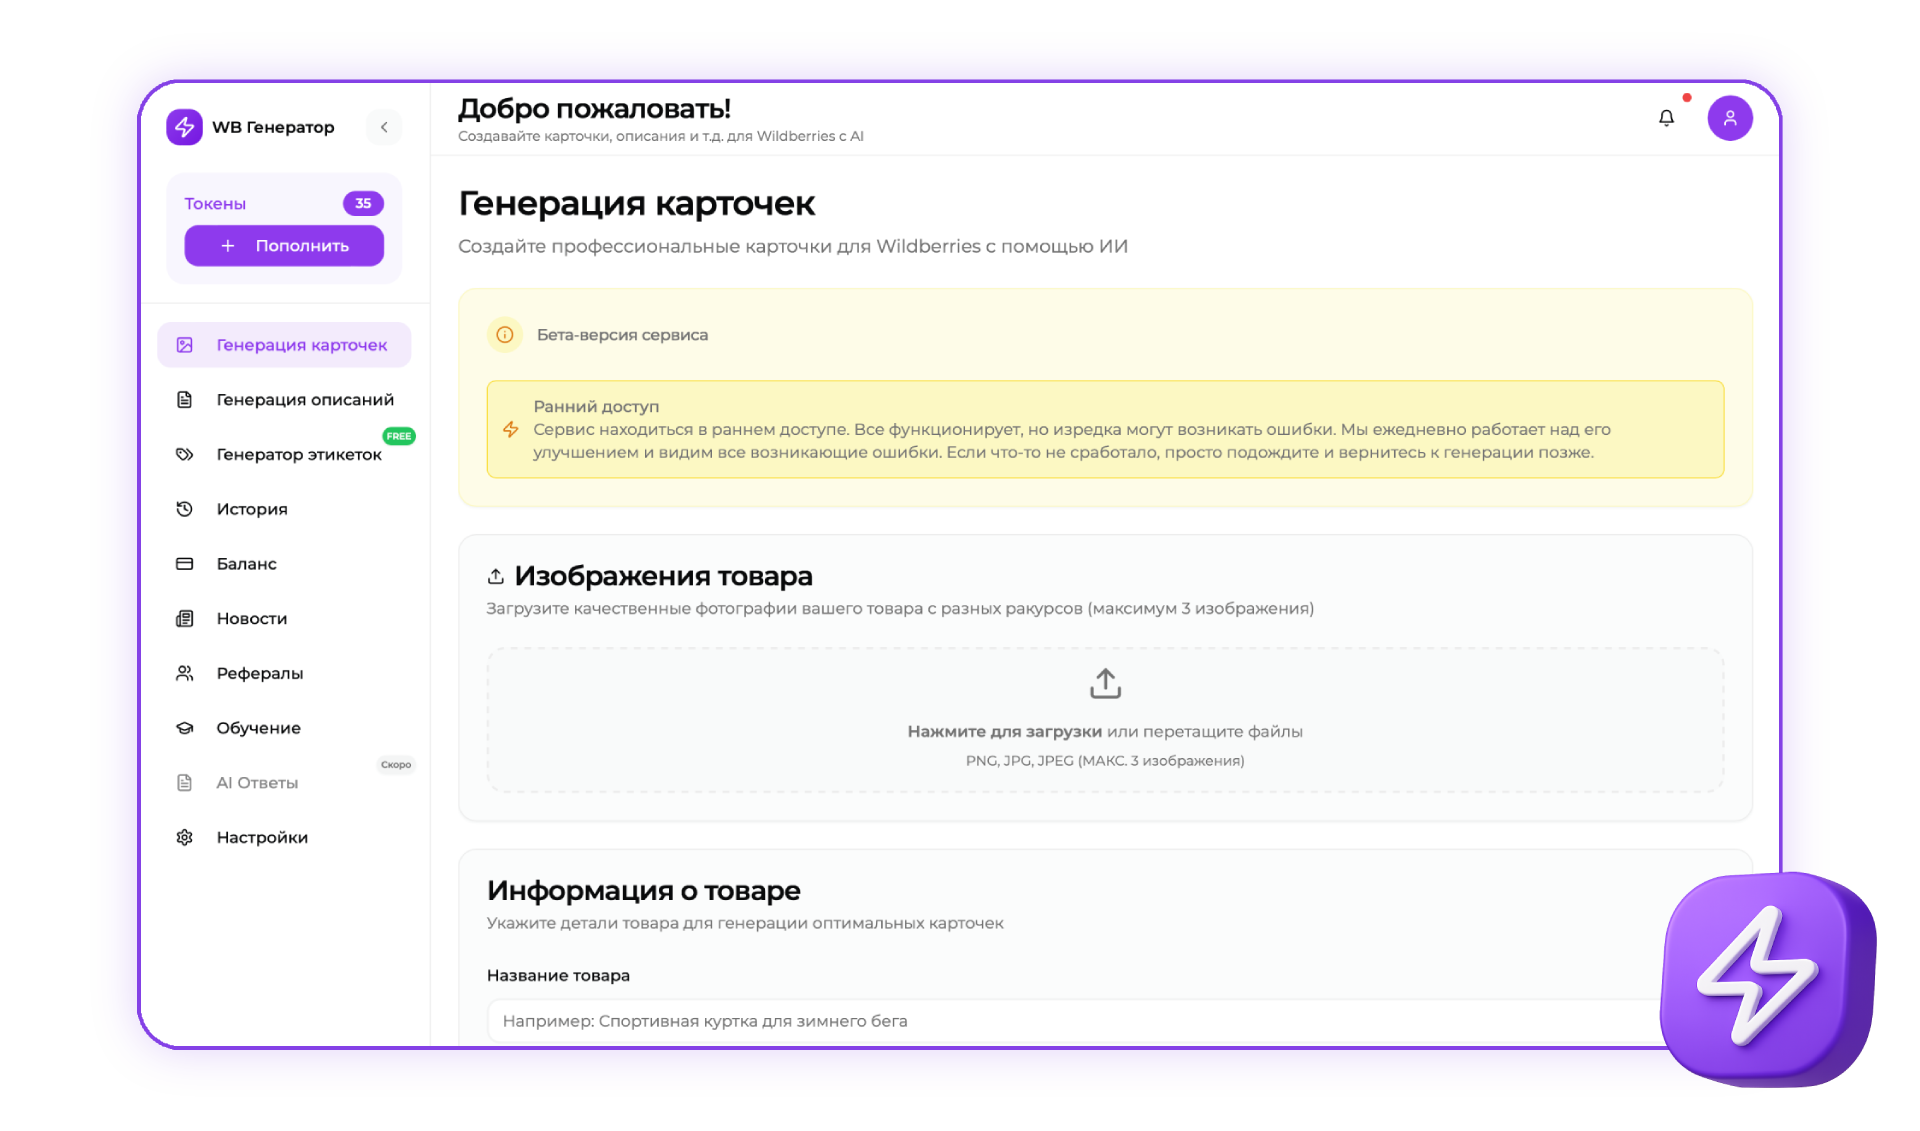 WB Генератор
Токены
35
Пополнить
Генерация карточек
Генерация описаний
FREE
Генератор этикеток
История
Баланс
Новости
Рефералы
Обучение
Скоро
AI Ответы
Настройки
Добро пожаловать!
Создавайте карточки, описания и т.д. для Wildberries с AI
Генерация карточек
Создайте профессиональные карточки для Wildberries с помощью ИИ
Бета-версия сервиса
Ранний доступ
Сервис находиться в раннем доступе. Все функционирует, но изредка могут возникать ошибки. Мы ежедневно работает над его
улучшением и видим все возникающие ошибки. Если что-то не сработало, просто подождите и вернитесь к генерации позже.
Изображения товара
Загрузите качественные фотографии вашего товара с разных ракурсов (максимум 3 изображения)
Нажмите для загрузки или перетащите файлы
PNG, JPG, JPEG (МАКС. 3 изображения)
Информация о товаре
Укажите детали товара для генерации оптимальных карточек
Название товара
Например: Спортивная куртка для зимнего бега